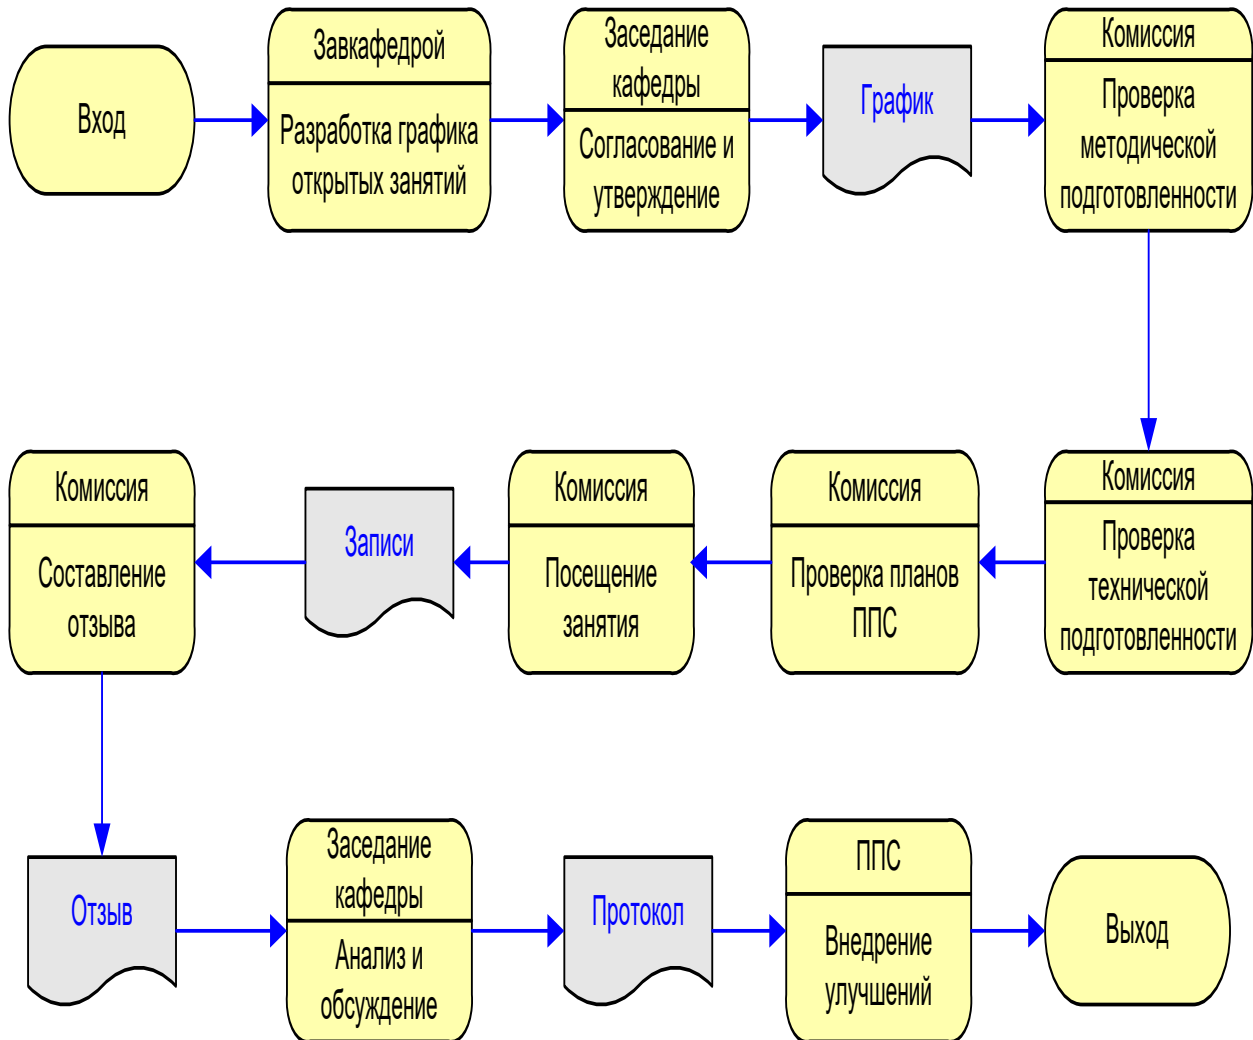 Вход
Завкафедрой
Разработка графика
открытых занятий
Заседание
кафедры
Согласование и
утверждение
График
Комиссия
Проверка
методической
подготовленности
Комиссия
Проверка
технической
подготовленности
Комиссия
Проверка планов
ППС
Комиссия
Посещение
занятия
Записи
Комиссия
Составление
отзыва
Отзыв
Заседание
кафедры
Анализ и
обсуждение
Протокол
ППС
Внедрение
улучшений
Выход